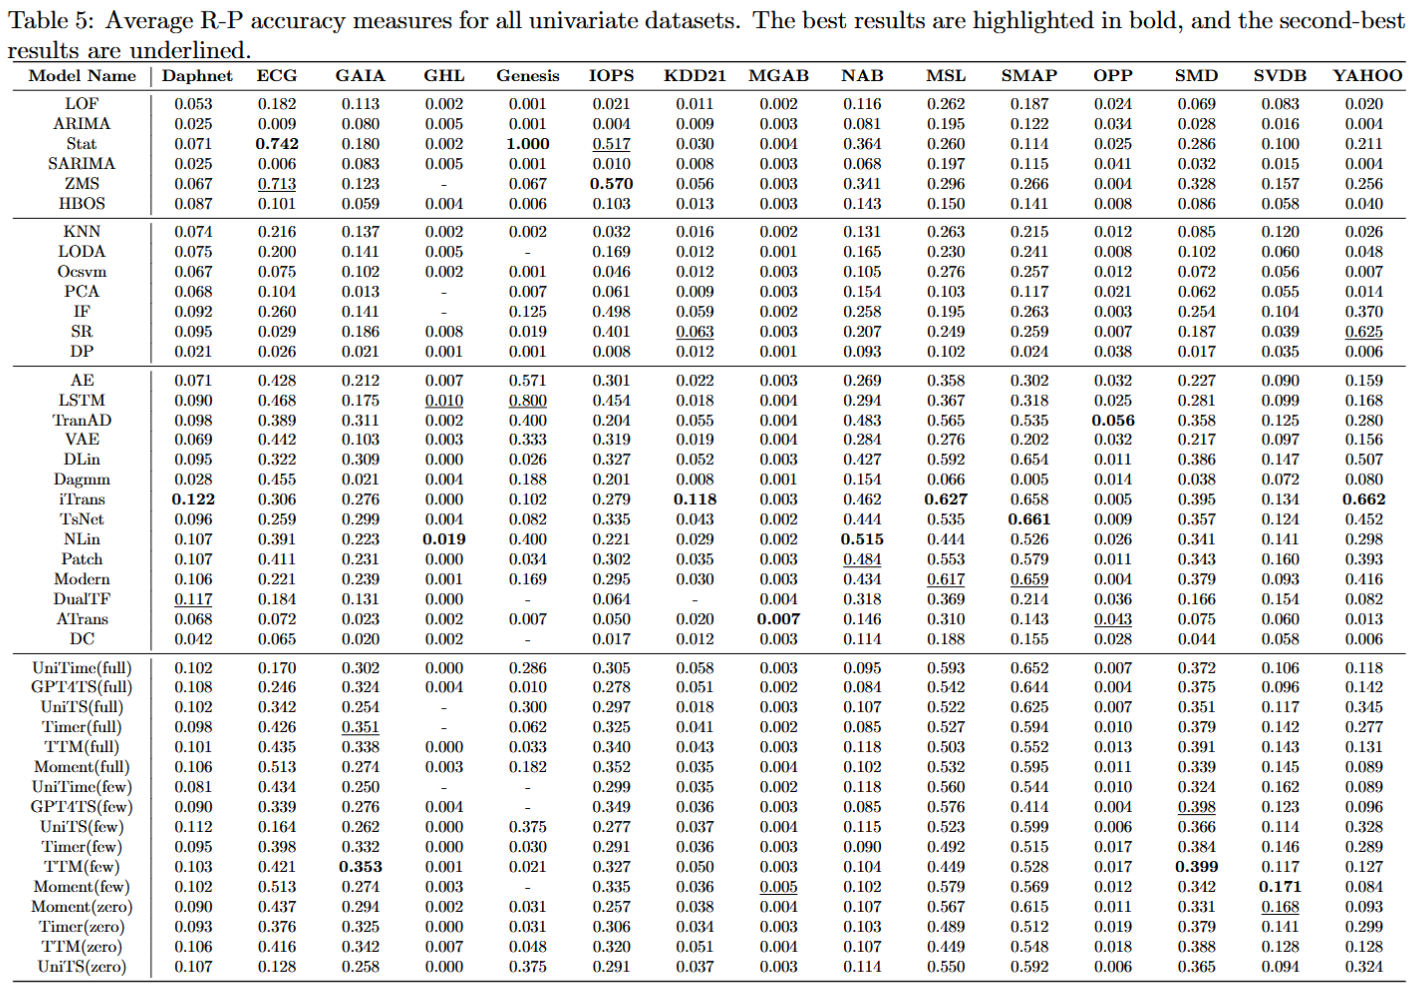 Table 5: Average R-P accuracy measures for all univariate datasets. The best results are highlighted in bold, and the second-best
results are underlined.
Model Name Daphnet ECG GAIA GHL Genesis IOPS KDD21 MGAB NAB MSL SMAP OPP SMD SVDB YAHOO
LOF 0.053 0.182 0.113 0.002 0.001 0.021 0.011 0.002 0.116 0.262 0.187 0.024 0.069 0.083 0.020
ARIMA 0.025 0.009 0.080 0.005 0.001 0.004 0.009 0.003 0.081 0.195 0.122 0.034 0.028 0.016 0.004
Stat 0.071 0.742 0.180 0.002 1.000 0.517 0.030 0.004 0.364 0.260 0.114 0.025 0.286 0.100 0.211
SARIMA 0.025 0.006 0.083 0.005 0.001 0.010 0.008 0.003 0.068 0.197 0.115 0.041 0.032 0.015 0.004
ZMS 0.067 0.713 0.123 - 0.067 0.570 0.056 0.003 0.341 0.296 0.266 0.004 0.328 0.157 0.256
HBOS 0.087 0.101 0.059 0.004 0.006 0.103 0.013 0.003 0.143 0.150 0.141 0.008 0.086 0.058 0.040
KNN 0.074 0.216 0.137 0.002 0.002 0.032 0.016 0.002 0.131 0.263 0.215 0.012 0.085 0.120 0.026
LODA 0.075 0.200 0.141 0.005 - 0.169 0.012 0.001 0.165 0.230 0.241 0.008 0.102 0.060 0.048
Ocsvm 0.067 0.075 0.102 0.002 0.001 0.046 0.012 0.003 0.105 0.276 0.257 0.012 0.072 0.056 0.007
PCA 0.068 0.104 0.013 - 0.007 0.061 0.009 0.003 0.154 0.103 0.117 0.021 0.062 0.055 0.014
IF 0.092 0.260 0.141 - 0.125 0.498 0.059 0.002 0.258 0.195 0.263 0.003 0.254 0.104 0.370
SR 0.095 0.029 0.186 0.008 0.019 0.401 0.063 0.003 0.207 0.249 0.259 0.007 0.187 0.039 0.625
DP 0.021 0.026 0.021 0.001 0.001 0.008 0.012 0.001 0.093 0.102 0.024 0.038 0.017 0.035 0.006
AE 0.071 0.428 0.212 0.007 0.571 0.301 0.022 0.003 0.269 0.358 0.302 0.032 0.227 0.090 0.159
LSTM 0.090 0.468 0.175 0.010 0.800 0.454 0.018 0.004 0.294 0.367 0.318 0.025 0.281 0.099 0.168
TranAD 0.098 0.389 0.311 0.002 0.400 0.204 0.055 0.004 0.483 0.565 0.535 0.056 0.358 0.125 0.280
VAE 0.069 0.442 0.103 0.003 0.333 0.319 0.019 0.004 0.284 0.276 0.202 0.032 0.217 0.097 0.156
DLin 0.095 0.322 0.309 0.000 0.026 0.327 0.052 0.003 0.427 0.592 0.654 0.011 0.386 0.147 0.507
Dagmm 0.028 0.455 0.021 0.004 0.188 0.201 0.008 0.001 0.154 0.066 0.005 0.014 0.038 0.072 0.080
iTrans 0.122 0.306 0.276 0.000 0.102 0.279 0.118 0.003 0.462 0.627 0.658 0.005 0.395 0.134 0.662
TsNet 0.096 0.259 0.299 0.004 0.082 0.335 0.043 0.002 0.444 0.535 0.661 0.009 0.357 0.124 0.452
NLin 0.107 0.391 0.223 0.019 0.400 0.221 0.029 0.002 0.515 0.444 0.526 0.026 0.341 0.141 0.298
Patch 0.107 0.411 0.231 0.000 0.034 0.302 0.035 0.003 0.484 0.553 0.579 0.011 0.343 0.160 0.393
Modern 0.106 0.221 0.239 0.001 0.169 0.295 0.030 0.003 0.434 0.617 0.659 0.004 0.379 0.093 0.416
DualTF 0.117 0.184 0.131 0.000 - 0.064 - 0.004 0.318 0.369 0.214 0.036 0.166 0.154 0.082
ATrans 0.068 0.072 0.023 0.002 0.007 0.050 0.020 0.007 0.146 0.310 0.143 0.043 0.075 0.060 0.013
DC 0.042 0.065 0.020 0.002 - 0.017 0.012 0.003 0.114 0.188 0.155 0.028 0.044 0.058 0.006
UniTime(full) 0.102 0.170 0.302 0.000 0.286 0.305 0.058 0.003 0.095 0.593 0.652 0.007 0.372 0.106 0.118
GPT4TS(full) 0.108 0.246 0.324 0.004 0.010 0.278 0.051 0.002 0.084 0.542 0.644 0.004 0.375 0.096 0.142
UniTS(full) 0.102 0.342 0.254 - 0.300 0.297 0.018 0.003 0.107 0.522 0.625 0.007 0.351 0.117 0.345
Timer(full) 0.098 0.426 0.351 - 0.062 0.325 0.041 0.002 0.085 0.527 0.594 0.010 0.379 0.142 0.277
TTM(full) 0.101 0.435 0.338 0.000 0.033 0.340 0.043 0.003 0.118 0.503 0.552 0.013 0.391 0.143 0.131
Moment(full) 0.106 0.513 0.274 0.003 0.182 0.352 0.035 0.004 0.102 0.532 0.595 0.011 0.339 0.145 0.089
UniTime(few) 0.081 0.434 0.250 - - 0.299 0.035 0.002 0.118 0.560 0.544 0.010 0.324 0.162 0.089
GPT4TS(few) 0.090 0.339 0.276 0.004 - 0.349 0.036 0.003 0.085 0.576 0.414 0.004 0.398 0.123 0.096
UniTS(few) 0.112 0.164 0.262 0.000 0.375 0.277 0.037 0.004 0.115 0.523 0.599 0.006 0.366 0.114 0.328
Timer(few) 0.095 0.398 0.332 0.000 0.030 0.291 0.036 0.003 0.090 0.492 0.515 0.017 0.384 0.146 0.289
TTM(few) 0.103 0.421 0.353 0.001 0.021 0.327 0.050 0.003 0.104 0.449 0.528 0.017 0.399 0.117 0.127
Moment(few) 0.102 0.513 0.274 0.003 - 0.335 0.036 0.005 0.102 0.579 0.569 0.012 0.342 0.171 0.084
Moment(zero) 0.090 0.437 0.294 0.002 0.031 0.257 0.038 0.004 0.107 0.567 0.615 0.011 0.331 0.168 0.093
Timer(zero) 0.093 0.376 0.325 0.000 0.031 0.306 0.034 0.003 0.103 0.489 0.512 0.019 0.379 0.141 0.299
TTM(zero) 0.106 0.416 0.342 0.007 0.048 0.320 0.051 0.004 0.107 0.449 0.548 0.018 0.388 0.128 0.128
UniTS(zero) 0.107 0.128 0.258 0.000 0.375 0.291 0.037 0.003 0.114 0.550 0.592 0.006 0.365 0.094 0.324